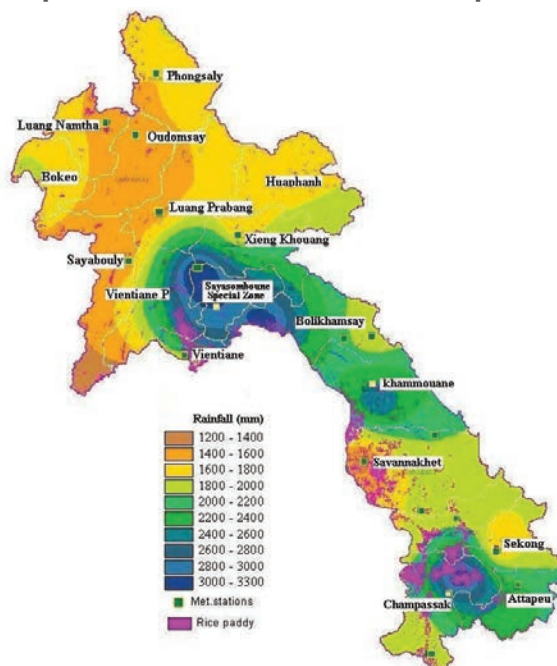 Phongsaly
Luang Namtha
Oudomsay
Bokeo
Huaphanh
Luang Prabang
Xieng Khouang
Sayabouly
Sayasomboune
Special Zone
Vientiane P
Bolikhamsay
Vientiane
khammouane
Rainfall (mm)
1200 - 1400
1400 - 1600
1600 - 1800
1800 - 2000
2000 - 2200
2200 - 2400
2400 - 2600
2600 - 2800
2800 - 3000
3000 - 3300
Met.stations
Rice paddy
Savannakhet
Sekong
Champassak
Attapeu